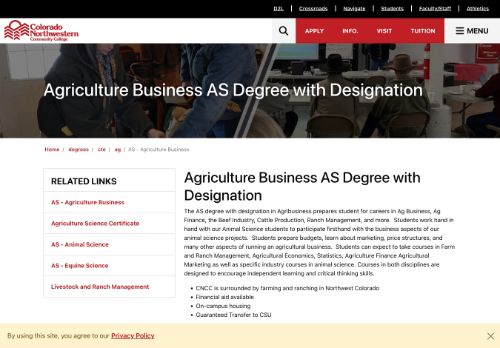 D2L | Crossroads | Navigate | Students | Faculty/Staff | Athletics
Colorado
Northwestern
Community College
APPLY INFO. VISIT TUITION MENU
Agriculture Business AS Degree with Designation
Home / degrees / cte / ag / AS - Agriculture Business
RELATED LINKS
AS - Agriculture Business
Agriculture Science Certificate
AS - Animal Science
AS - Equine Science
Livestock and Ranch Management
Agriculture Business AS Degree with
Designation
The AS degree with designation in Agribusiness prepares student for careers in Ag Business, Ag
Finance, the Beef Industry, Cattle Production, Ranch Management, and more. Students work hand in
hand with our Animal Science students to participate firsthand with the business aspects of our
animal science projects. Students prepare budgets, learn about marketing, price structures, and
many other aspects of running an agricultural business. Students can expect to take courses in Farm
and Ranch Management, Agricultural Economics, Statistics, Agriculture Finance Agricultural
Marketing as well as specific industry courses in animal science. Courses in both disciplines are
designed to encourage independent learning and critical thinking skills.
• CNCC is surrounded by farming and ranching in Northwest Colorado
• Financial aid available
• On-campus housing
• Guaranteed Transfer to CSU
By using this site, you agree to our Privacy Policy